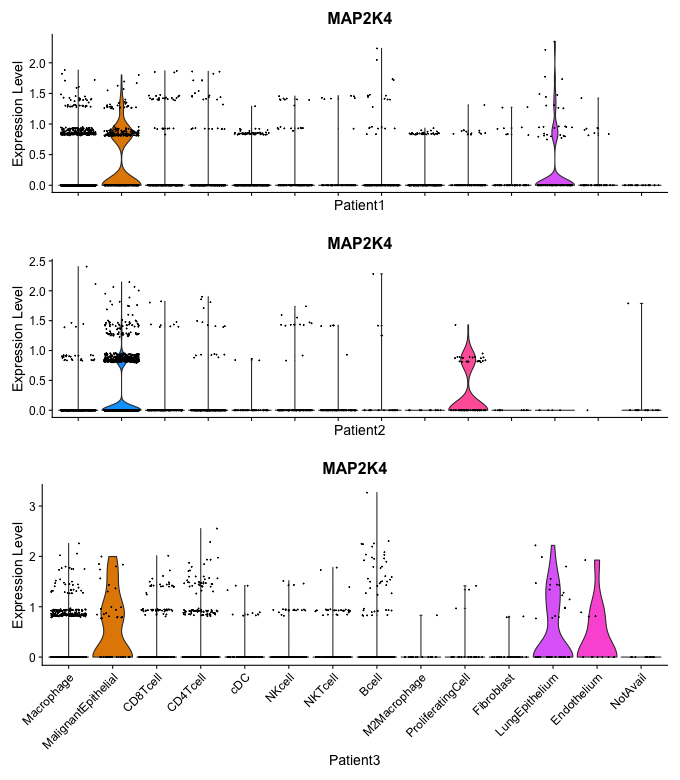 MAP2K4
Expression Level
2.0
1.5
1.0
0.5
0.0
Patient1
MAP2K4
Expression Level
2.5
2.0
1.5
1.0
0.5
0.0
Patient2
MAP2K4
Expression Level
3
2
1
0
Macrophage
MalignantEpithelial
CD8Tcell
CD4Tcell
cDC
NKcell
NKTcell
Bcell
M2Macrophage
ProliferatingCell
Fibroblast
LungEpithelium
Endothelium
NotAvail
Patient3